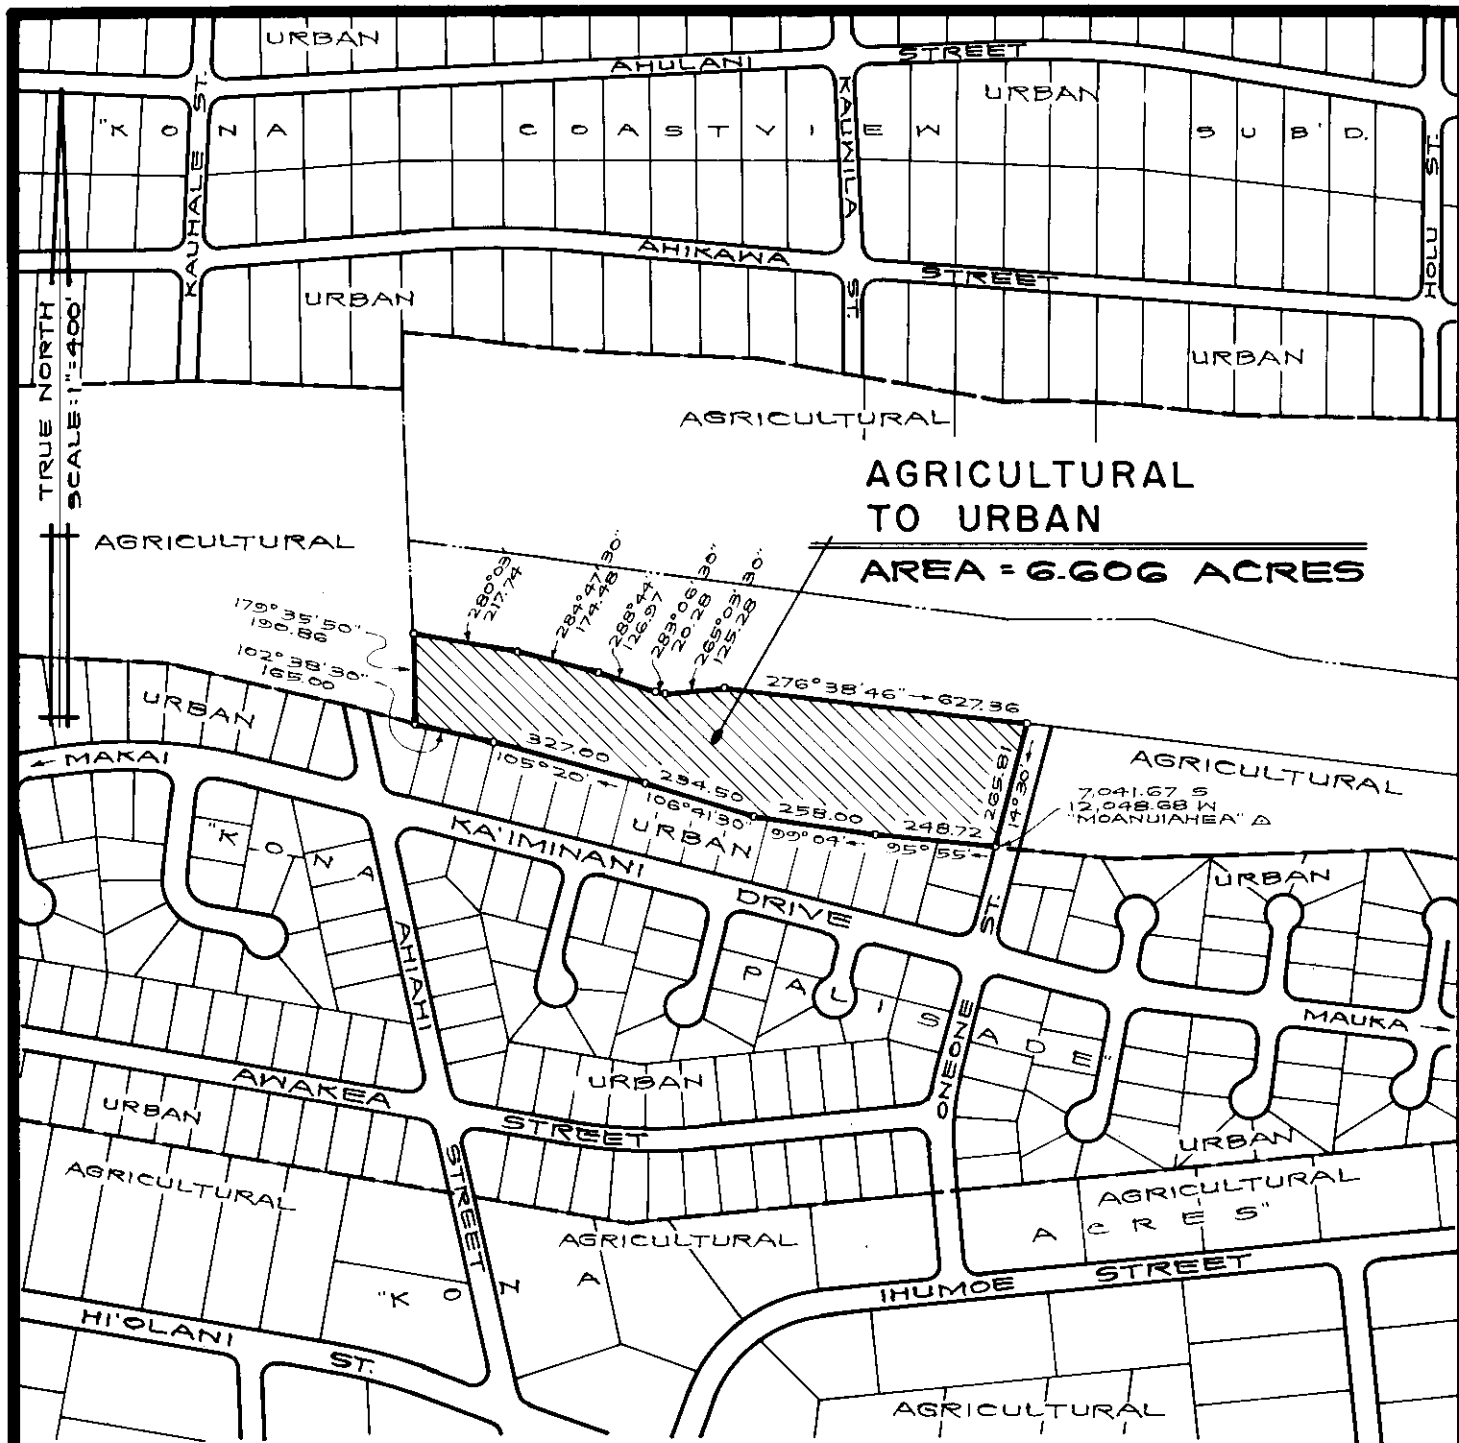 URBAN
AHULANI STREET
KAUHALE ST.
KAUWILA ST.
HOLU ST.
URBAN
"KONA COASTVIEW SUB'D.
AHIKAWA STREET
URBAN
URBAN
TRUE NORTH
SCALE: 1"=400'
AGRICULTURAL
AGRICULTURAL
TO URBAN
AREA = 6.606 ACRES
AGRICULTURAL
280°03'
217.74
284°47'30"
174.48
288°44'
126.97
283°06'30"
20.28
265°03'30"
125.28
179°35'50"
190.86
102°38'30"
165.00
276°38'46" 627.36
URBAN
327.00
105°20'
234.50
106°41'30"
258.00
99°04'
248.72
95°55'
265.81
14°30'
AGRICULTURAL
7,041.67 S
12,048.68 W
"MOANUIAHEA" △
MAKAI
KA'IMINANI DRIVE
URBAN
URBAN
"KONA PALISADE"
AHIAHI STREET
ONEONE ST.
MAUKA
AWAKEA STREET
URBAN
URBAN
URBAN
AGRICULTURAL
AGRICULTURAL
AGRICULTURAL
"KONA ACRES"
IHUMOE STREET
HI'OLANI ST.
AGRICULTURAL